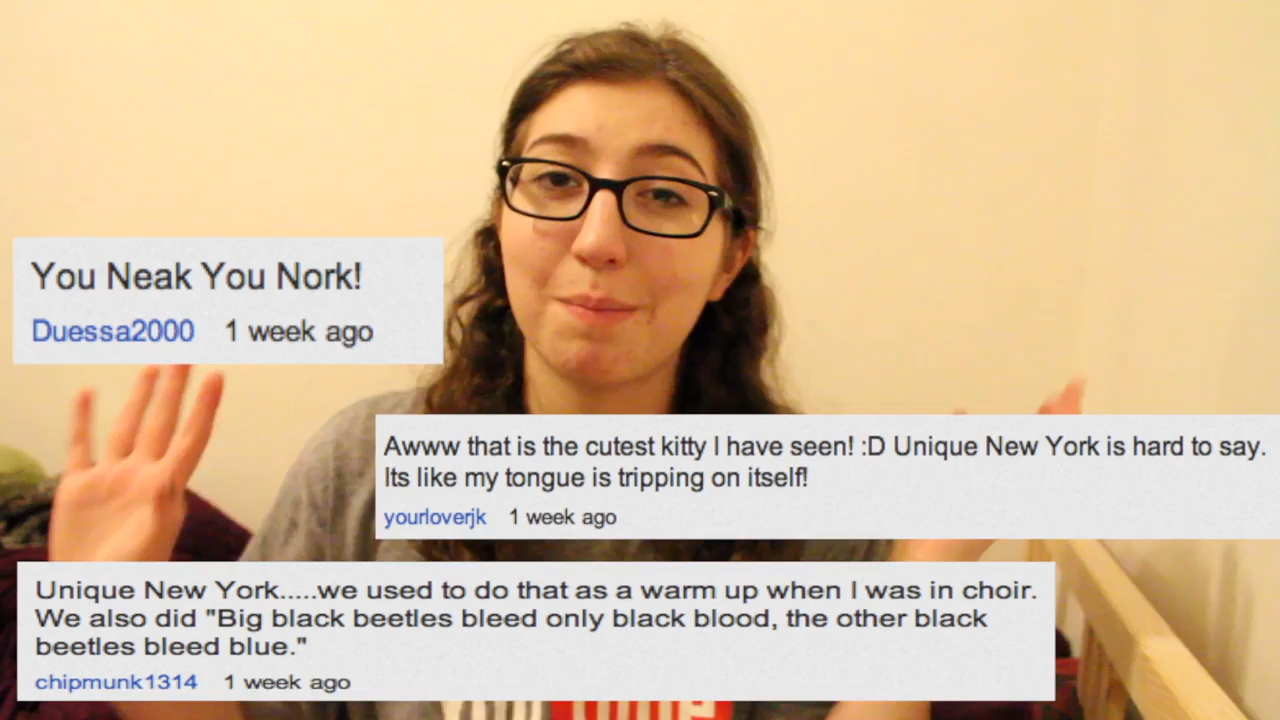 You Neak You Nork!
Duessa2000 1 week ago
Awww that is the cutest kitty I have seen! :D Unique New York is hard to say.
Its like my tongue is tripping on itself!
yourloverjk 1 week ago
Unique New York.....we used to do that as a warm up when I was in choir.
We also did "Big black beetles bleed only black blood, the other black
beetles bleed blue."
chipmunk1314 1 week ago